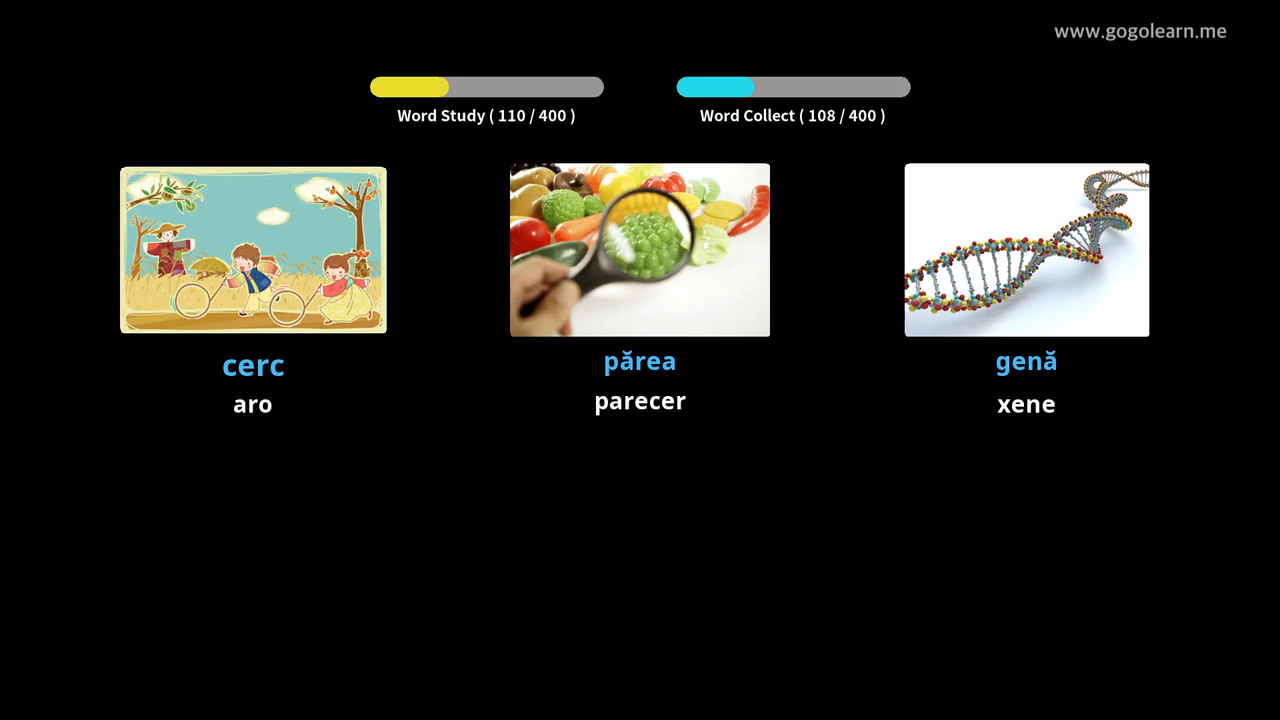 www.gogolearn.me
Word Study ( 110 / 400 )
Word Collect ( 108 / 400 )
cerc
părea
genă
aro
parecer
xene